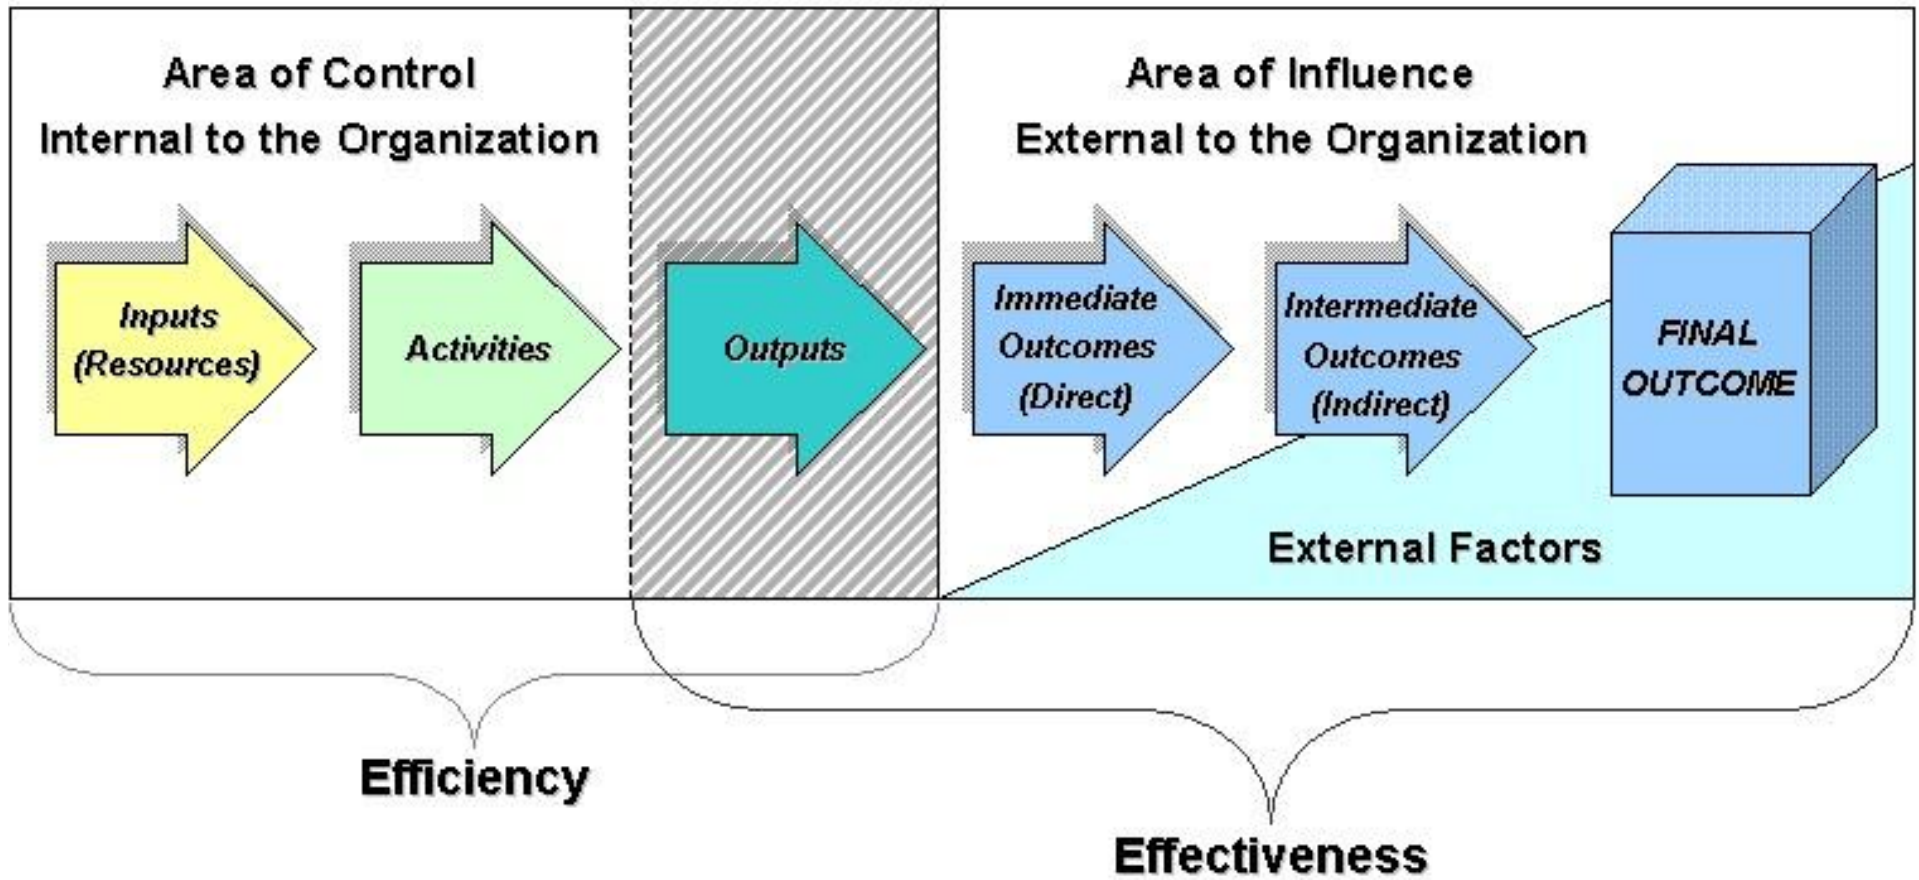 Area of Control
Internal to the Organization
Area of Influence
External to the Organization
Inputs
(Resources)
Activities
Outputs
Immediate
Outcomes
(Direct)
Intermediate
Outcomes
(Indirect)
FINAL
OUTCOME
External Factors
Efficiency
Effectiveness